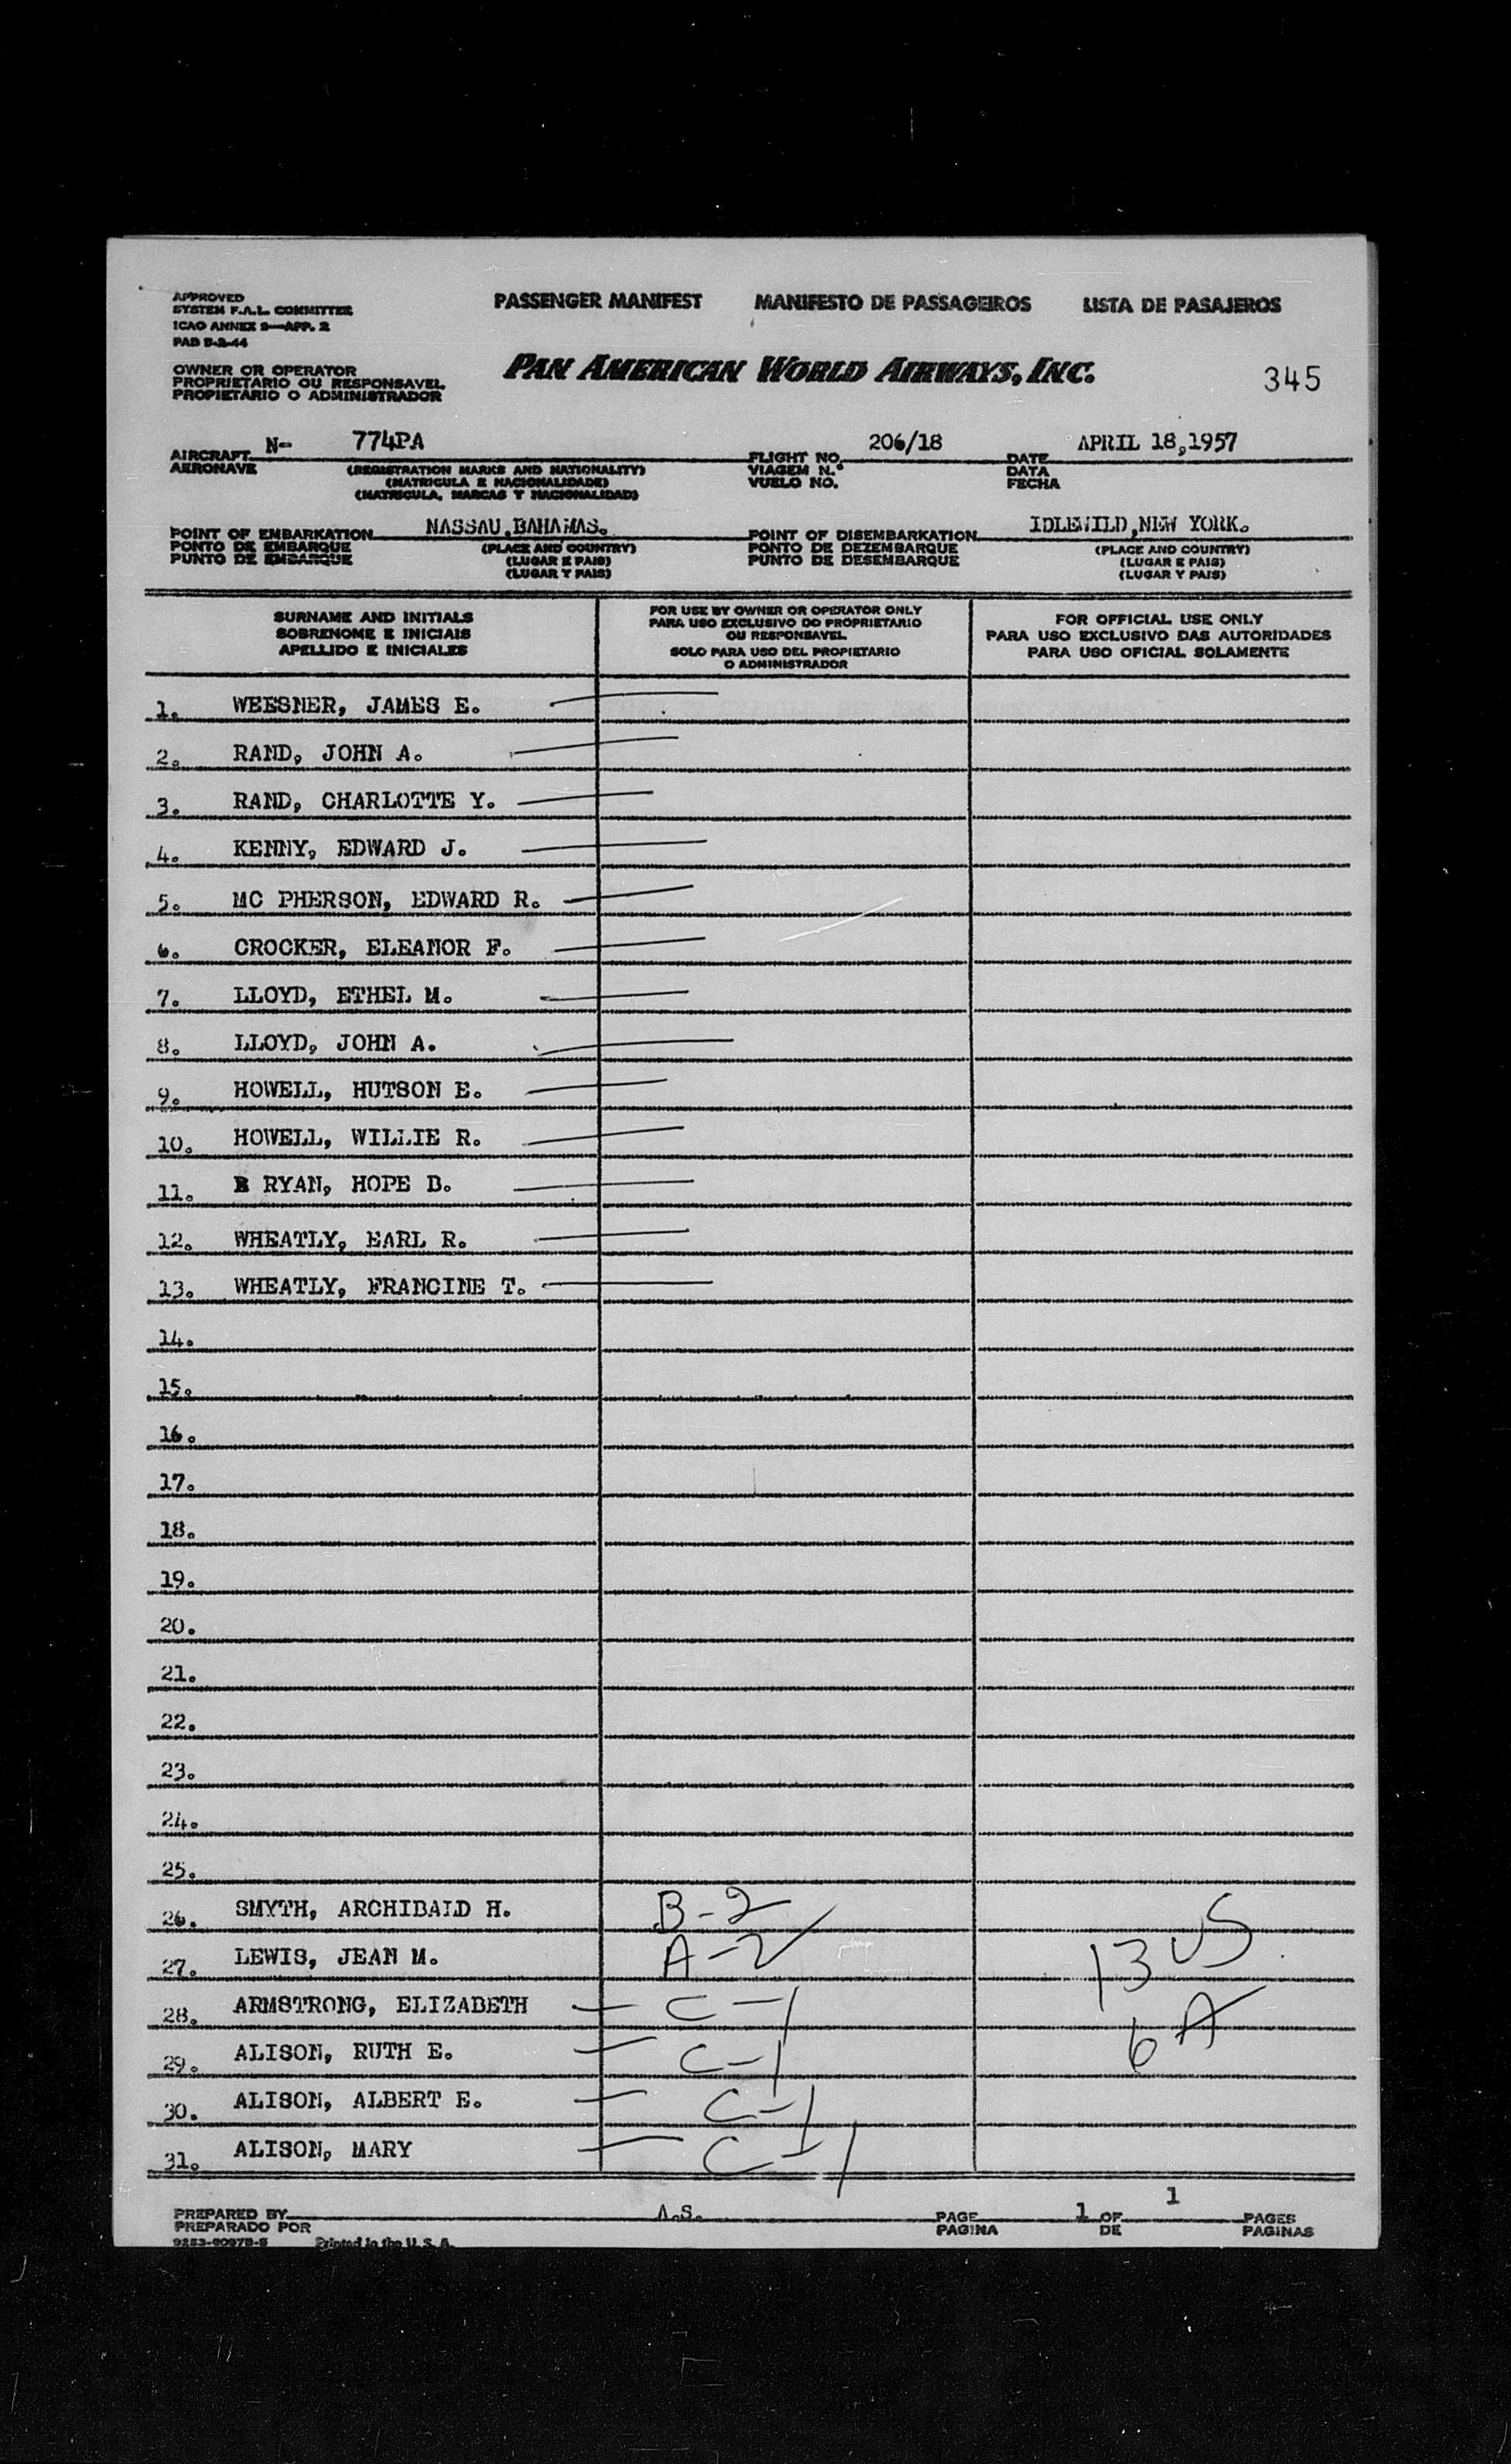 APPROVED
SYSTEM F.A.L. COMMITTEE
ICAO ANNEX 9—APP. 2
PASSENGER MANIFEST MANIFESTO DE PASSAGEIROS LISTA DE PASAJEROS
OWNER OR OPERATOR
PROPRIETARIO OU RESPONSAVEL
PROPIETARIO O ADMINISTRADOR
PAN AMERICAN WORLD AIRWAYS, INC.
345
AIRCRAFT N- 774PA FLIGHT NO. 206/18 DATE APRIL 18,1957
AERONAVE (REGISTRATION MARKS AND NATIONALITY) VIAGEM N.º DATA
(MATRICULA E NACIONALIDADE) VUELO NO. FECHA
(MATRICULA, MARCAS Y NACIONALIDAD)
POINT OF EMBARKATION NASSAU,BAHAMAS. POINT OF DISEMBARKATION IDLEWILD,NEW YORK.
PONTO DE EMBARQUE (PLACE AND COUNTRY) PONTO DE DEZEMBARQUE (PLACE AND COUNTRY)
PUNTO DE EMBARQUE (LUGAR E PAIS) PUNTO DE DESEMBARQUE (LUGAR E PAIS)
(LUGAR Y PAIS) (LUGAR Y PAIS)
SURNAME AND INITIALS
SOBRENOME E INICIAIS
APELLIDO E INICIALES
FOR USE BY OWNER OR OPERATOR ONLY
PARA USO EXCLUSIVO DO PROPRIETARIO
OU RESPONSAVEL
SOLO PARA USO DEL PROPIETARIO
O ADMINISTRADOR
FOR OFFICIAL USE ONLY
PARA USO EXCLUSIVO DAS AUTORIDADES
PARA USO OFICIAL SOLAMENTE
1. WEESNER, JAMES E.
2. RAND, JOHN A.
3. RAND, CHARLOTTE Y.
4. KENNY, EDWARD J.
5. MC PHERSON, EDWARD R.
6. CROCKER, ELEANOR F.
7. LLOYD, ETHEL M.
8. LLOYD, JOHN A.
9. HOWELL, HUTSON E.
10. HOWELL, WILLIE R.
11. RYAN, HOPE B.
12. WHEATLY, EARL R.
13. WHEATLY, FRANCINE T.
14.
15.
16.
17.
18.
19.
20.
21.
22.
23.
24.
25.
26. SMYTH, ARCHIBALD H. B-2
27. LEWIS, JEAN M. A-2 13 US
28. ARMSTRONG, ELIZABETH C-1 6 A
29. ALISON, RUTH E. C-1
30. ALISON, ALBERT E. C-1
31. ALISON, MARY C-1
PREPARED BY A.S. PAGE 1 OF 1 PAGES
PREPARADO POR PAGINA DE PAGINAS
Printed in the U. S. A.